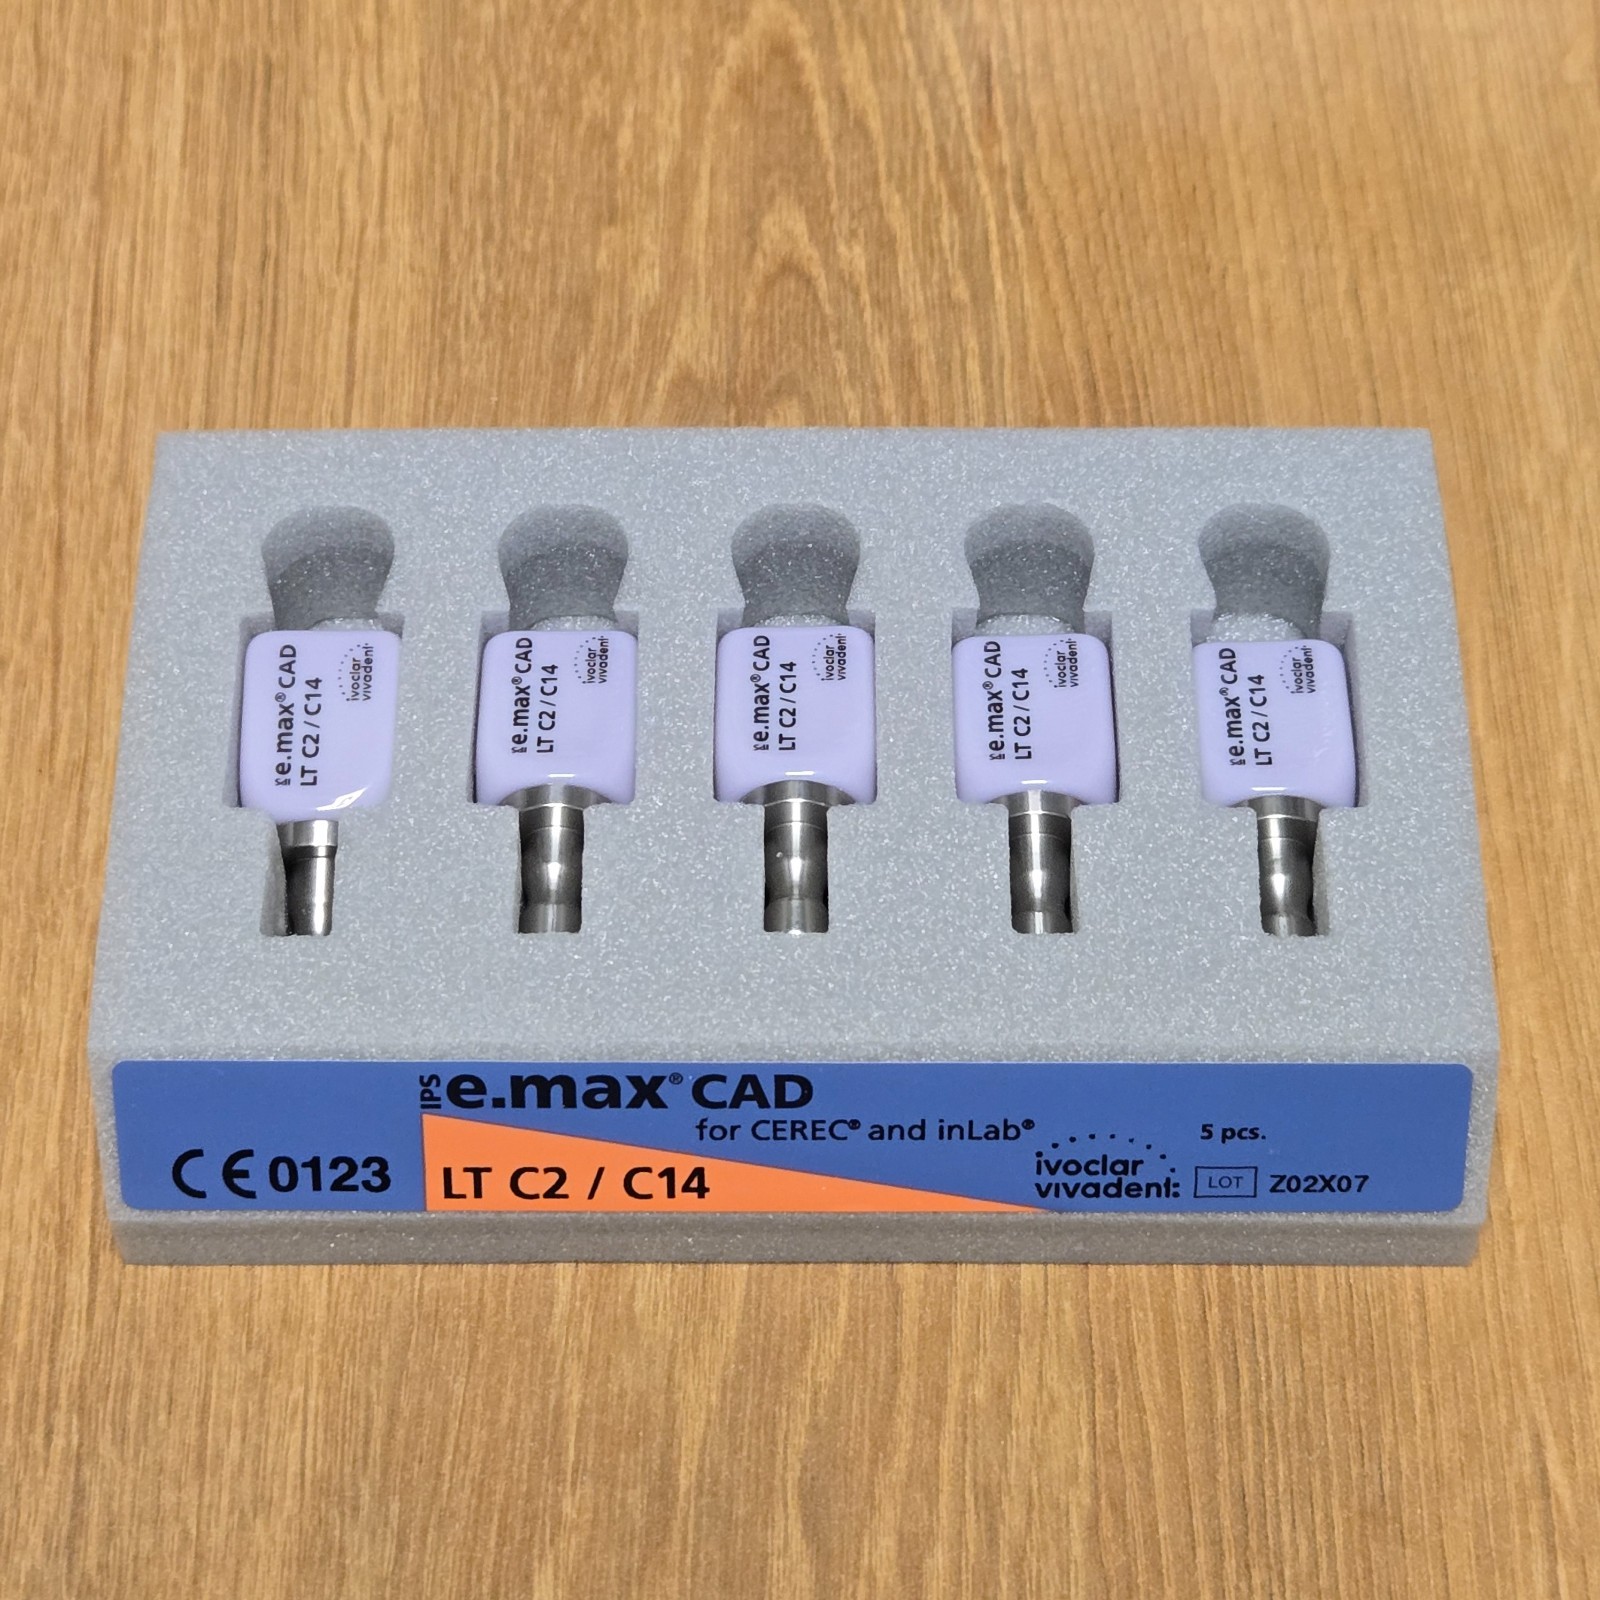 IPS e.max® CAD
LT C2 / C14
ivoclar
vivadent:
IPS e.max® CAD
LT C2 / C14
ivoclar
vivadent:
IPS e.max® CAD
LT C2 / C14
ivoclar
vivadent:
IPS e.max® CAD
LT C2 / C14
ivoclar
vivadent:
IPS e.max® CAD
LT C2 / C14
ivoclar
vivadent:
IPS e.max® CAD
for CEREC® and inLab®
5 pcs.
CE 0123
LT C2 / C14
ivoclar
vivadent:
LOT Z02X07